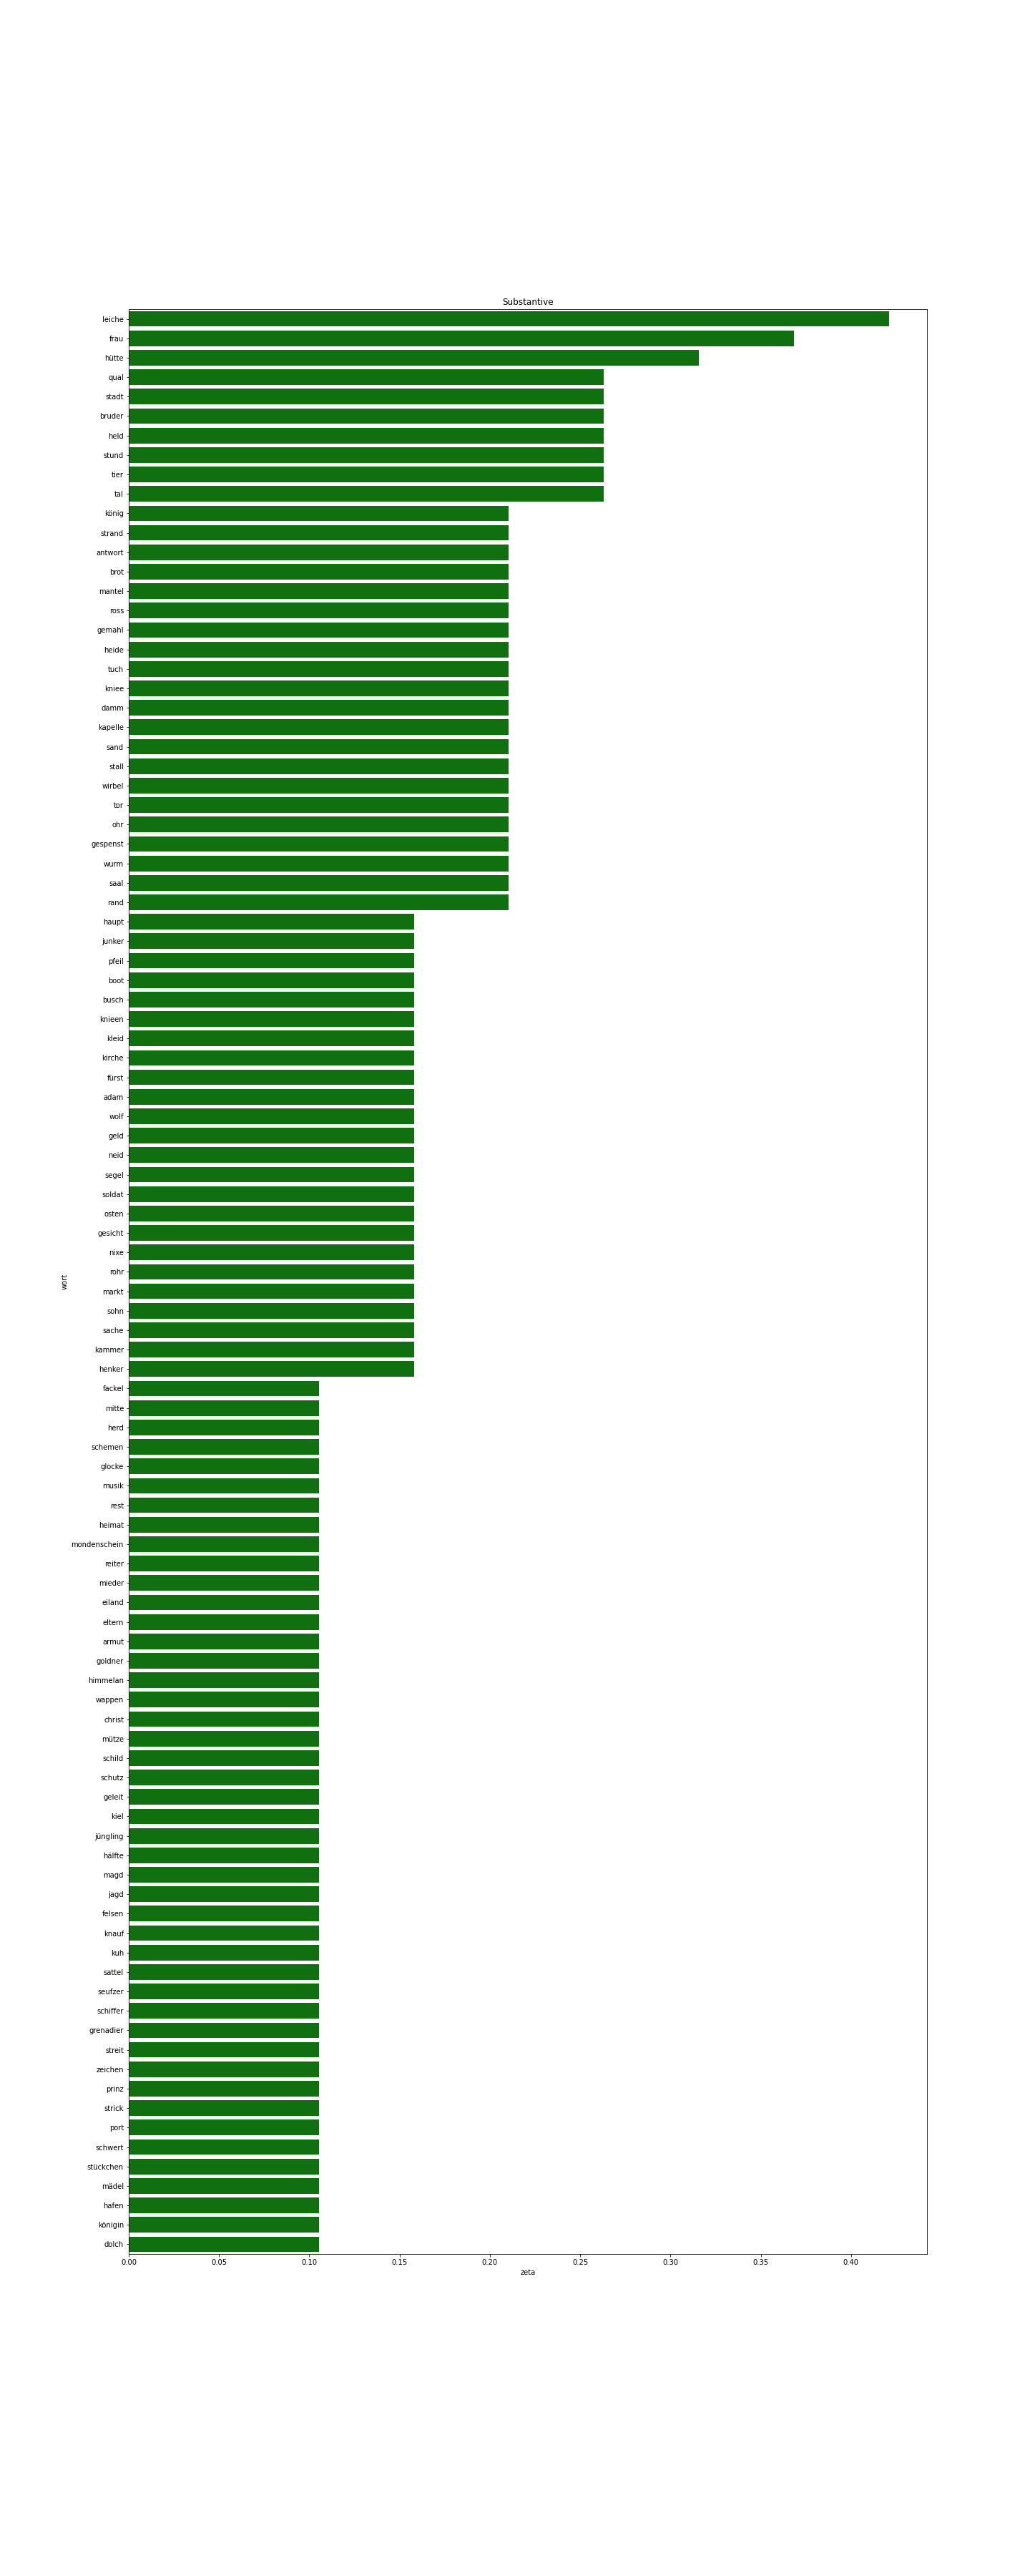 Substantive
leiche
frau
hütte
qual
stadt
bruder
held
stund
tier
tal
könig
strand
antwort
brot
mantel
ross
gemahl
heide
tuch
kniee
damm
kapelle
sand
stall
wirbel
tor
ohr
gespenst
wurm
saal
rand
haupt
junker
pfeil
boot
busch
knieen
kleid
kirche
fürst
adam
wolf
geld
neid
segel
soldat
osten
gesicht
nixe
rohr
markt
sohn
sache
kammer
henker
fackel
mitte
herd
schemen
glocke
musik
rest
heimat
mondenschein
reiter
mieder
eiland
eltern
armut
goldner
himmelan
wappen
christ
mütze
schild
schutz
geleit
kiel
jüngling
hälfte
magd
jagd
felsen
knauf
kuh
sattel
seufzer
schiffer
grenadier
streit
zeichen
prinz
strick
port
schwert
stückchen
mädel
hafen
königin
dolch
wort
0.00 0.05 0.10 0.15 0.20 0.25 0.30 0.35 0.40
zeta